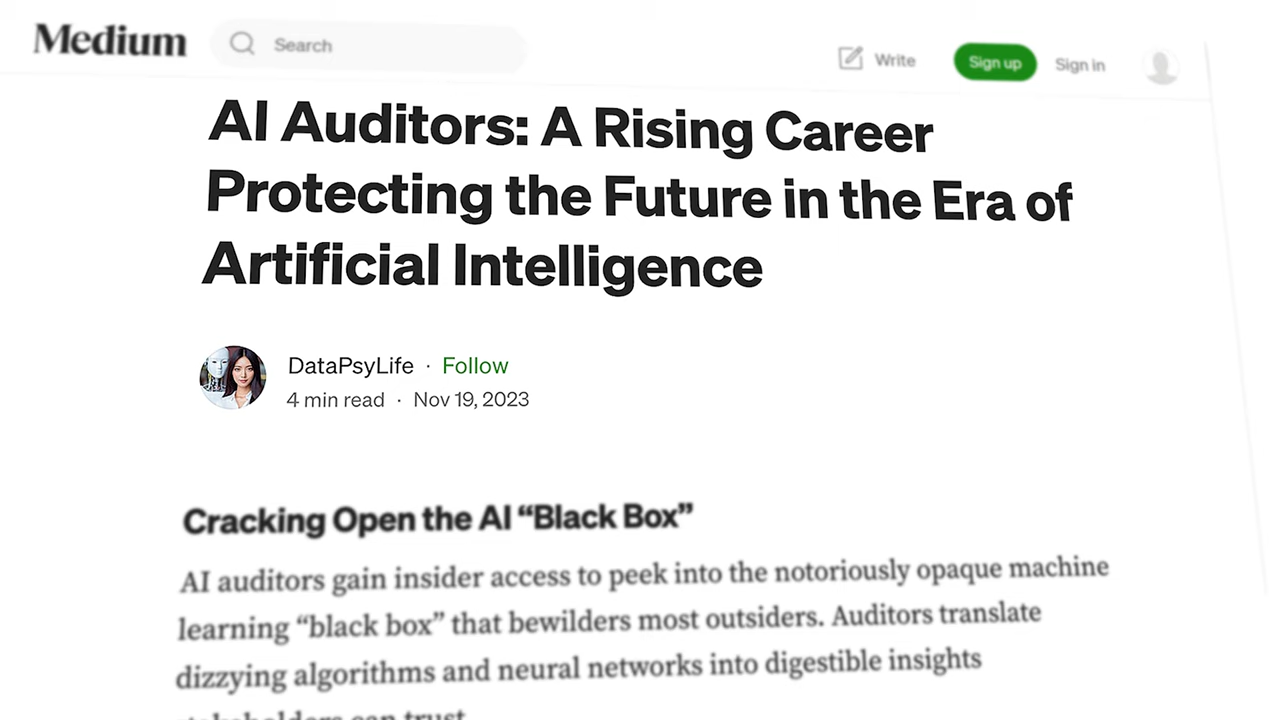 Medium
Search
Write
Sign up
Sign in
AI Auditors: A Rising Career
Protecting the Future in the Era of
Artificial Intelligence
DataPsyLife · Follow
4 min read · Nov 19, 2023
Cracking Open the AI “Black Box”
AI auditors gain insider access to peek into the notoriously opaque machine
learning “black box” that bewilders most outsiders. Auditors translate
dizzying algorithms and neural networks into digestible insights
stakeholders can trust.